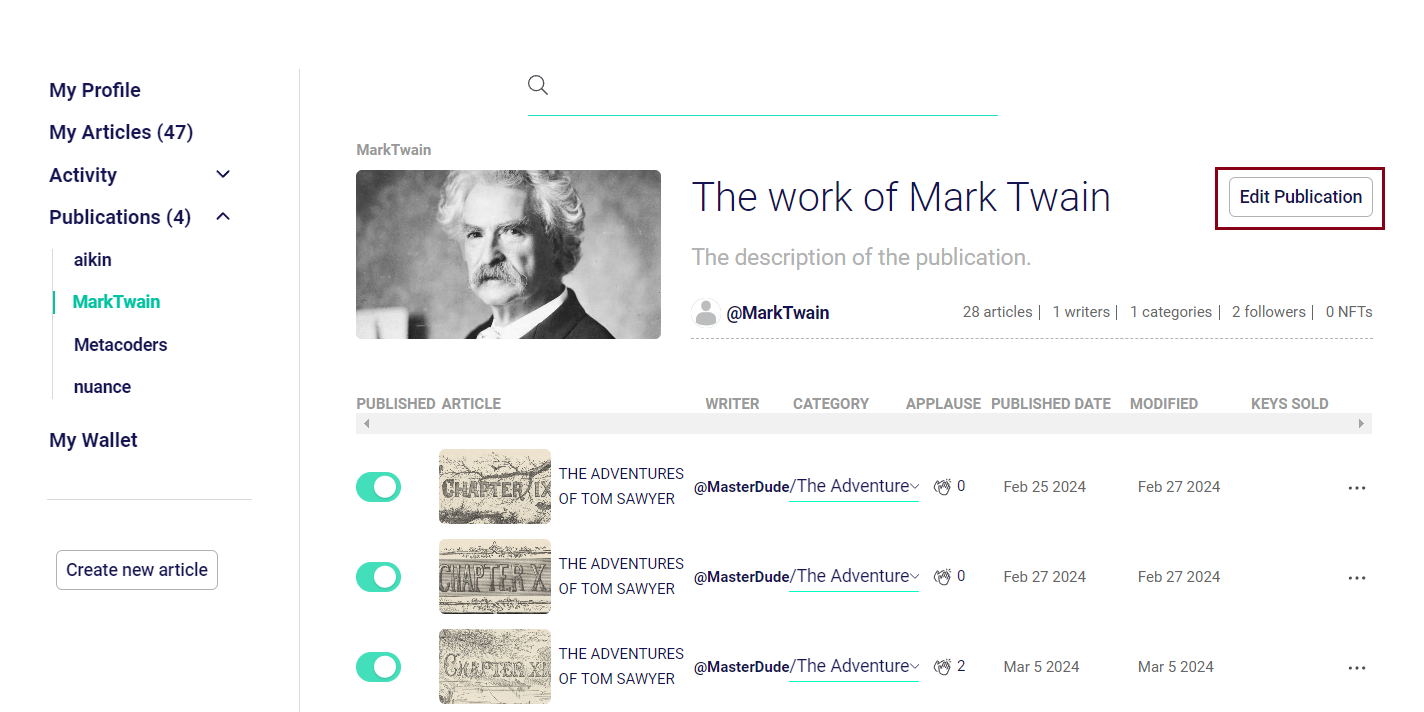 My Profile
My Articles (47)
Activity
Publications (4)
aikin
MarkTwain
Metacoders
nuance
My Wallet
Create new article
MarkTwain
The work of Mark Twain
Edit Publication
The description of the publication.
@MarkTwain
28 articles | 1 writers | 1 categories | 2 followers | 0 NFTs
PUBLISHED ARTICLE WRITER CATEGORY APPLAUSE PUBLISHED DATE MODIFIED KEYS SOLD
CHAPTER IX
THE ADVENTURES
OF TOM SAWYER
@MasterDude /The Adventure 0 Feb 25 2024 Feb 27 2024 ...
CHAPTER X
THE ADVENTURES
OF TOM SAWYER
@MasterDude /The Adventure 0 Feb 27 2024 Feb 27 2024 ...
CHAPTER
THE ADVENTURES
OF TOM SAWYER
@MasterDude /The Adventure 2 Mar 5 2024 Mar 5 2024 ...